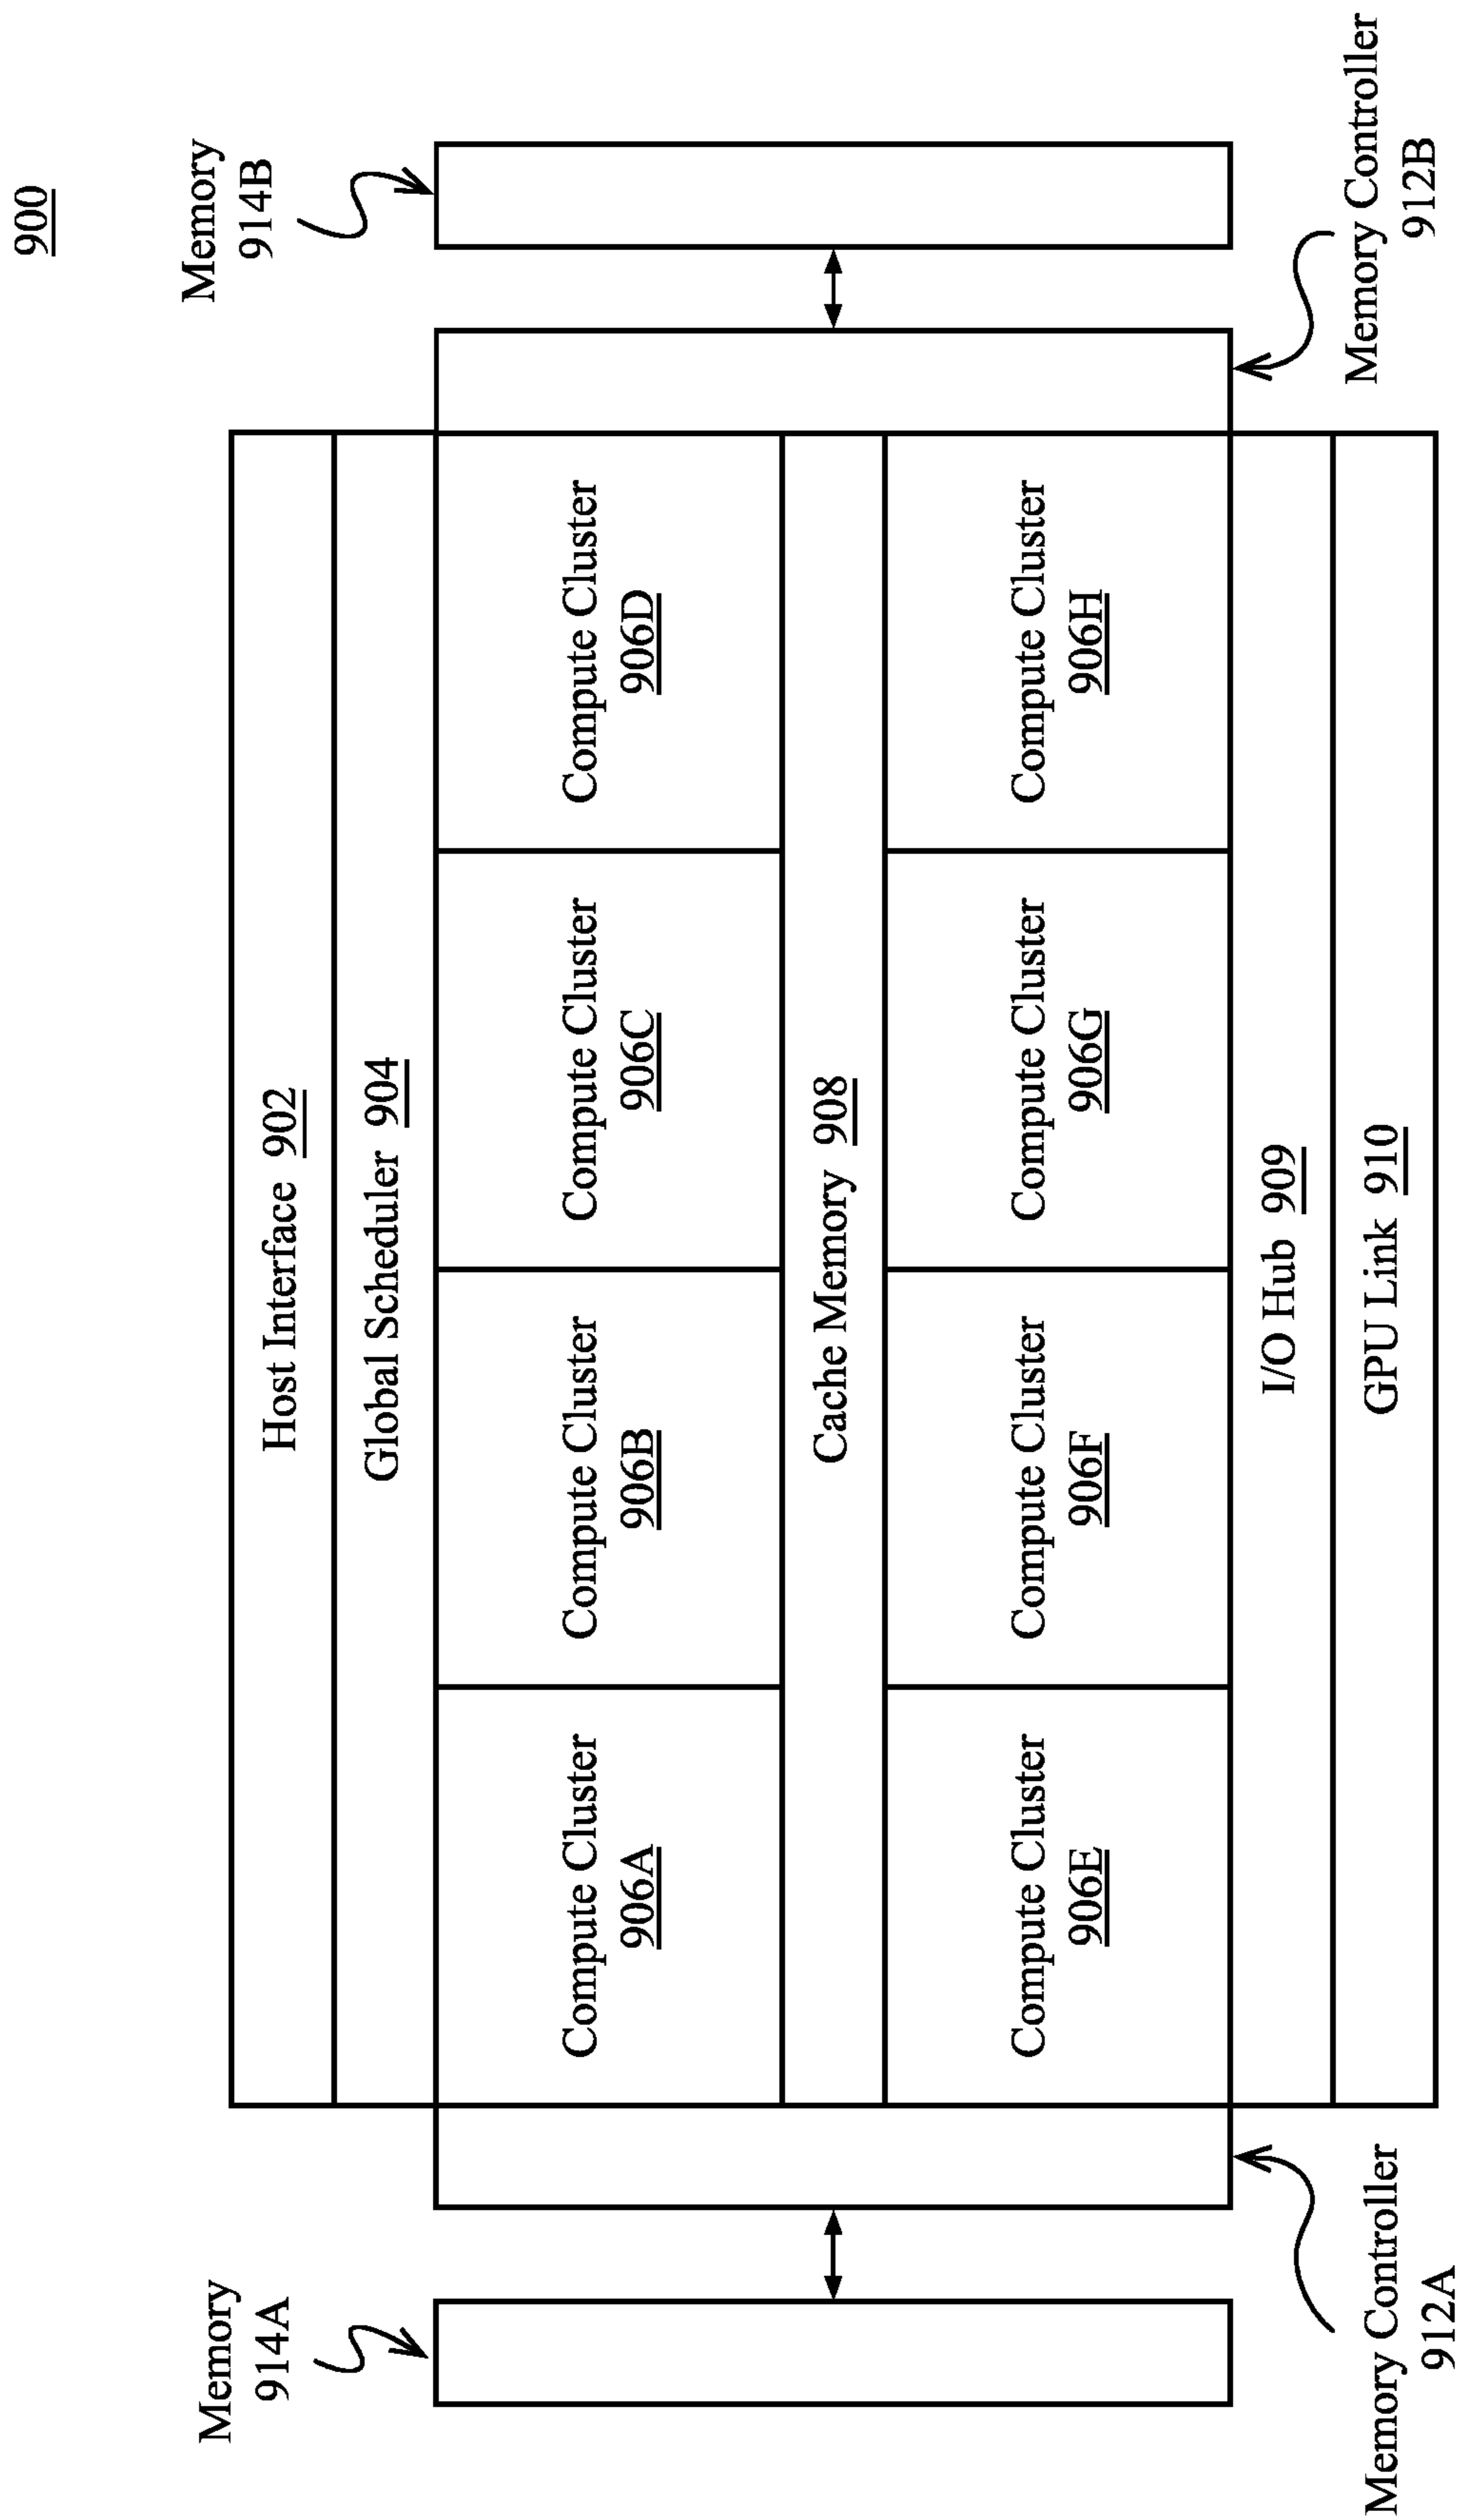 900
Host Interface 902
Global Scheduler 904
Memory
914A
Memory
914B
Compute Cluster
906A
Compute Cluster
906B
Compute Cluster
906C
Compute Cluster
906D
Cache Memory 908
Compute Cluster
906E
Compute Cluster
906F
Compute Cluster
906G
Compute Cluster
906H
I/O Hub 909
GPU Link 910
Memory Controller
912A
Memory Controller
912B